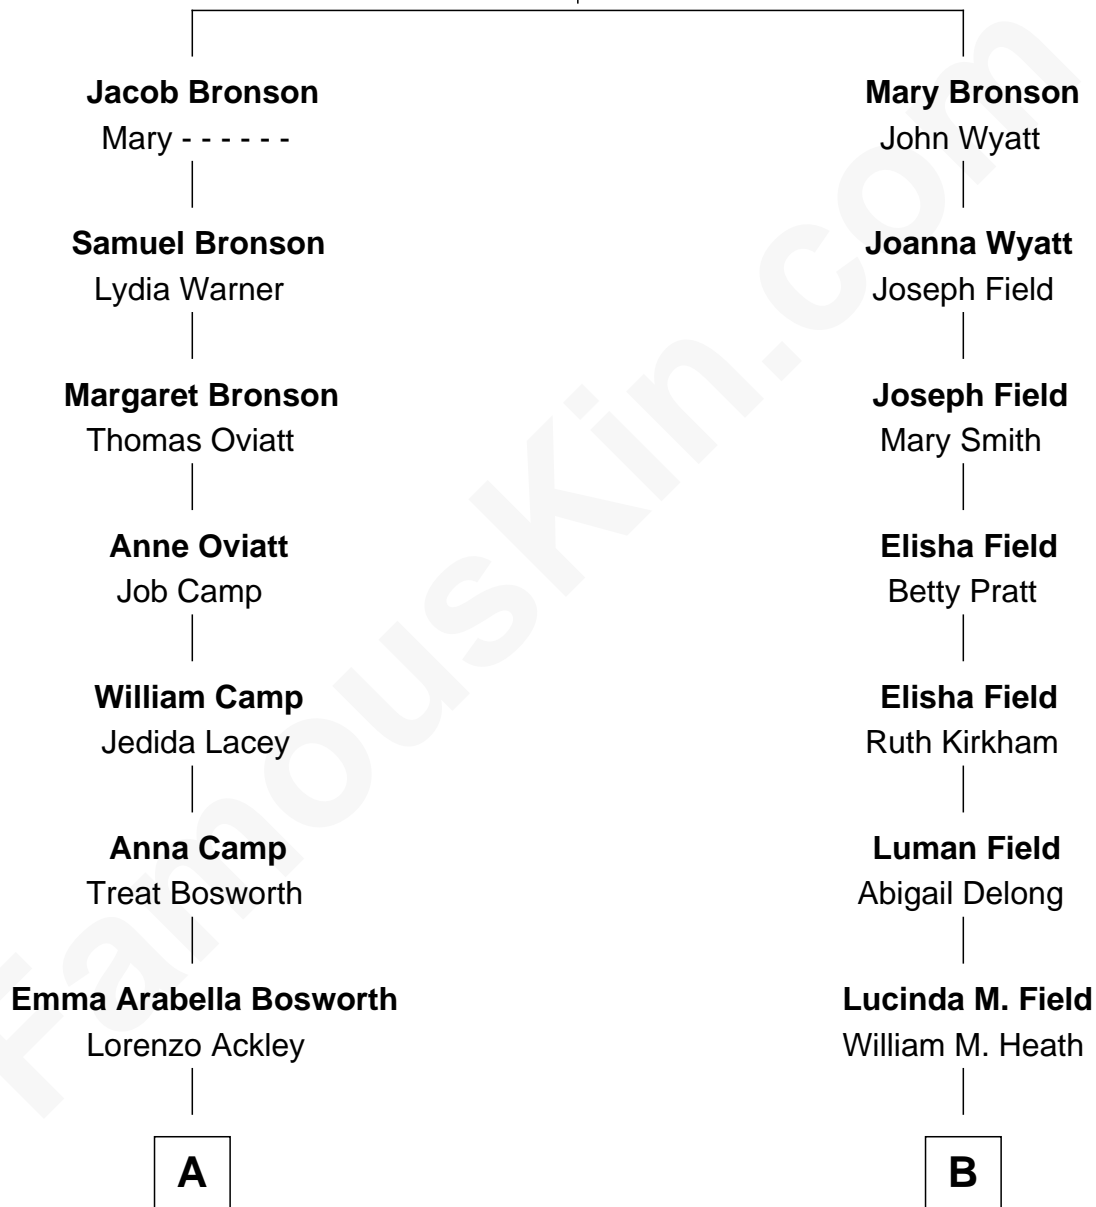 Jacob Bronson
Mary - - - - - -
Mary Bronson
John Wyatt
Samuel Bronson
Lydia Warner
Joanna Wyatt
Joseph Field
Margaret Bronson
Thomas Oviatt
Joseph Field
Mary Smith
Anne Oviatt
Job Camp
Elisha Field
Betty Pratt
William Camp
Jedida Lacey
Elisha Field
Ruth Kirkham
Anna Camp
Treat Bosworth
Luman Field
Abigail Delong
Emma Arabella Bosworth
Lorenzo Ackley
Lucinda M. Field
William M. Heath
A
B
FamousKin.com